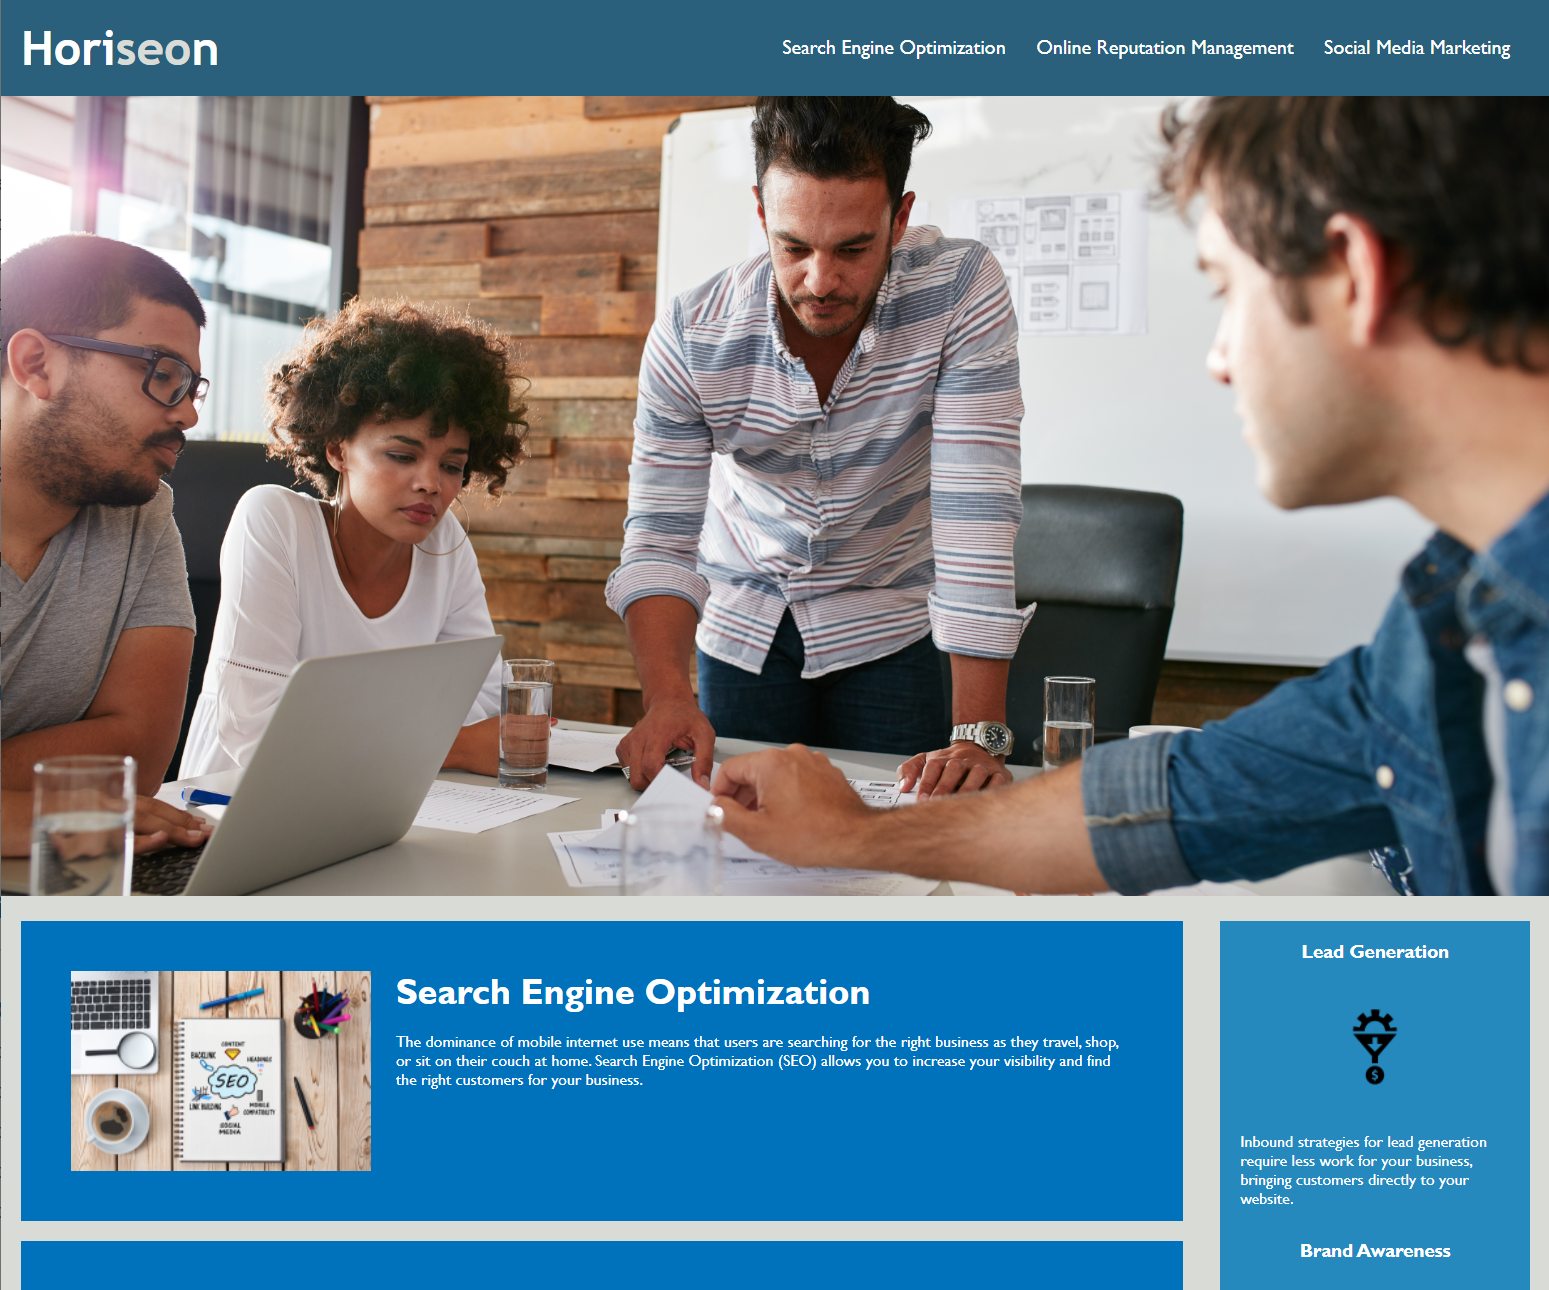 Horiseon
Search Engine Optimization
Online Reputation Management
Social Media Marketing
Search Engine Optimization
The dominance of mobile internet use means that users are searching for the right business as they travel, shop,
or sit on their couch at home. Search Engine Optimization (SEO) allows you to increase your visibility and find
the right customers for your business.
CONTENT
BACKLINK
HEADINGS
SEO
LINK BUILDING
MOBILE
COMPATIBILITY
SOCIAL
MEDIA
Lead Generation
$
Inbound strategies for lead generation
require less work for your business,
bringing customers directly to your
website.
Brand Awareness